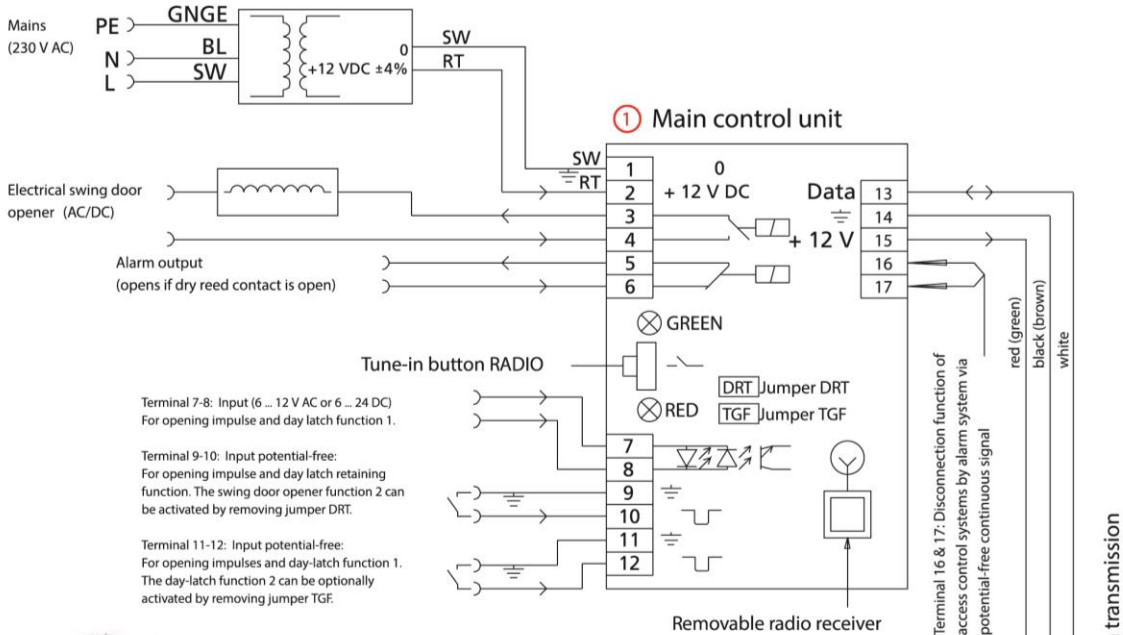 Mains
(230 V AC)
PE
GNGE
N
BL
L
SW
0
+12 VDC ±4%
SW
RT
1 Main control unit
SW
RT
1
2
3
4
5
6
0
+ 12 V DC
Data
+ 12 V
13
14
15
16
17
Electrical swing door
opener (AC/DC)
Alarm output
(opens if dry reed contact is open)
GREEN
Tune-in button RADIO
DRT Jumper DRT
RED
TGF Jumper TGF
Terminal 7-8: Input (6 ... 12 V AC or 6 ... 24 DC)
For opening impulse and day latch function 1.
Terminal 9-10: Input potential-free:
For opening impulse and day latch retaining
function. The swing door opener function 2 can
be activated by removing jumper DRT.
Terminal 11-12: Input potential-free:
For opening impulses and day-latch function 1.
The day-latch function 2 can be optionally
activated by removing jumper TGF.
7
8
9
10
11
12
Removable radio receiver
Terminal 16 & 17: Disconnection function of
access control systems by alarm system via
potential-free continuous signal
red (green)
black (brown)
white
transmission